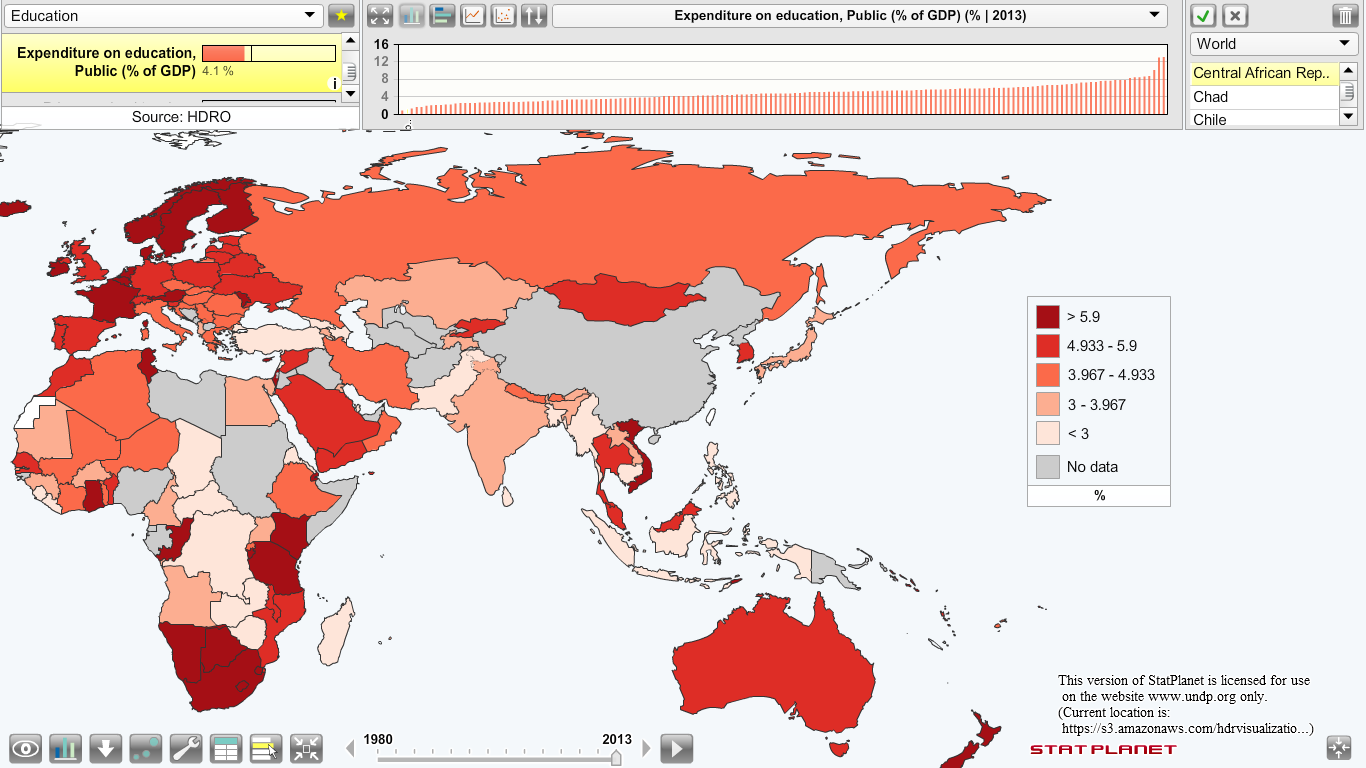 Education
Expenditure on education,
Public (% of GDP)
4.1 %
i
Source: HDRO
Expenditure on education, Public (% of GDP) (% | 2013)
16
12
8
4
0
World
Central African Rep..
Chad
Chile
> 5.9
4.933 - 5.9
3.967 - 4.933
3 - 3.967
< 3
No data
%
This version of StatPlanet is licensed for use
on the website www.undp.org only.
(Current location is:
https://s3.amazonaws.com/hdrvisualizatio...)
STATPLANET
1980
2013